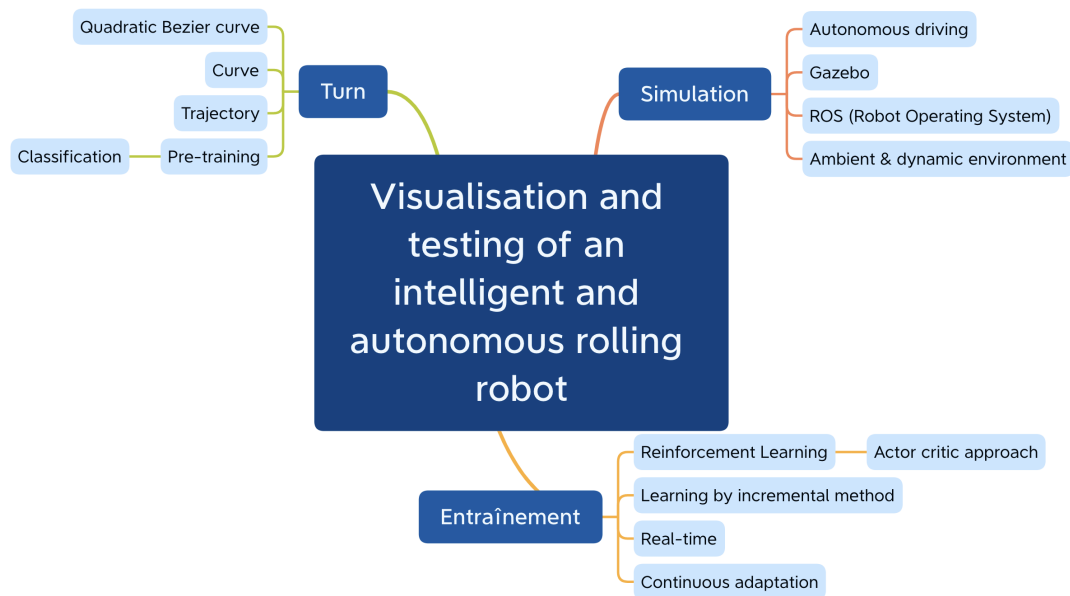 Quadratic Bezier curve
Curve
Turn
Trajectory
Classification
Pre-training
Simulation
Autonomous driving
Gazebo
ROS (Robot Operating System)
Ambient & dynamic environment
Visualisation and
testing of an
intelligent and
autonomous rolling
robot
Entraînement
Reinforcement Learning
Actor critic approach
Learning by incremental method
Real-time
Continuous adaptation